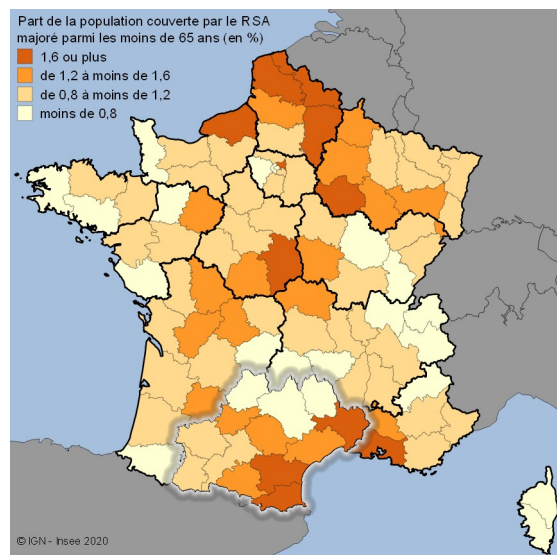 Part de la population couverte par le RSA
majoré parmi les moins de 65 ans (en %)
1,6 ou plus
de 1,2 à moins de 1,6
de 0,8 à moins de 1,2
moins de 0,8
© IGN - Insee 2020